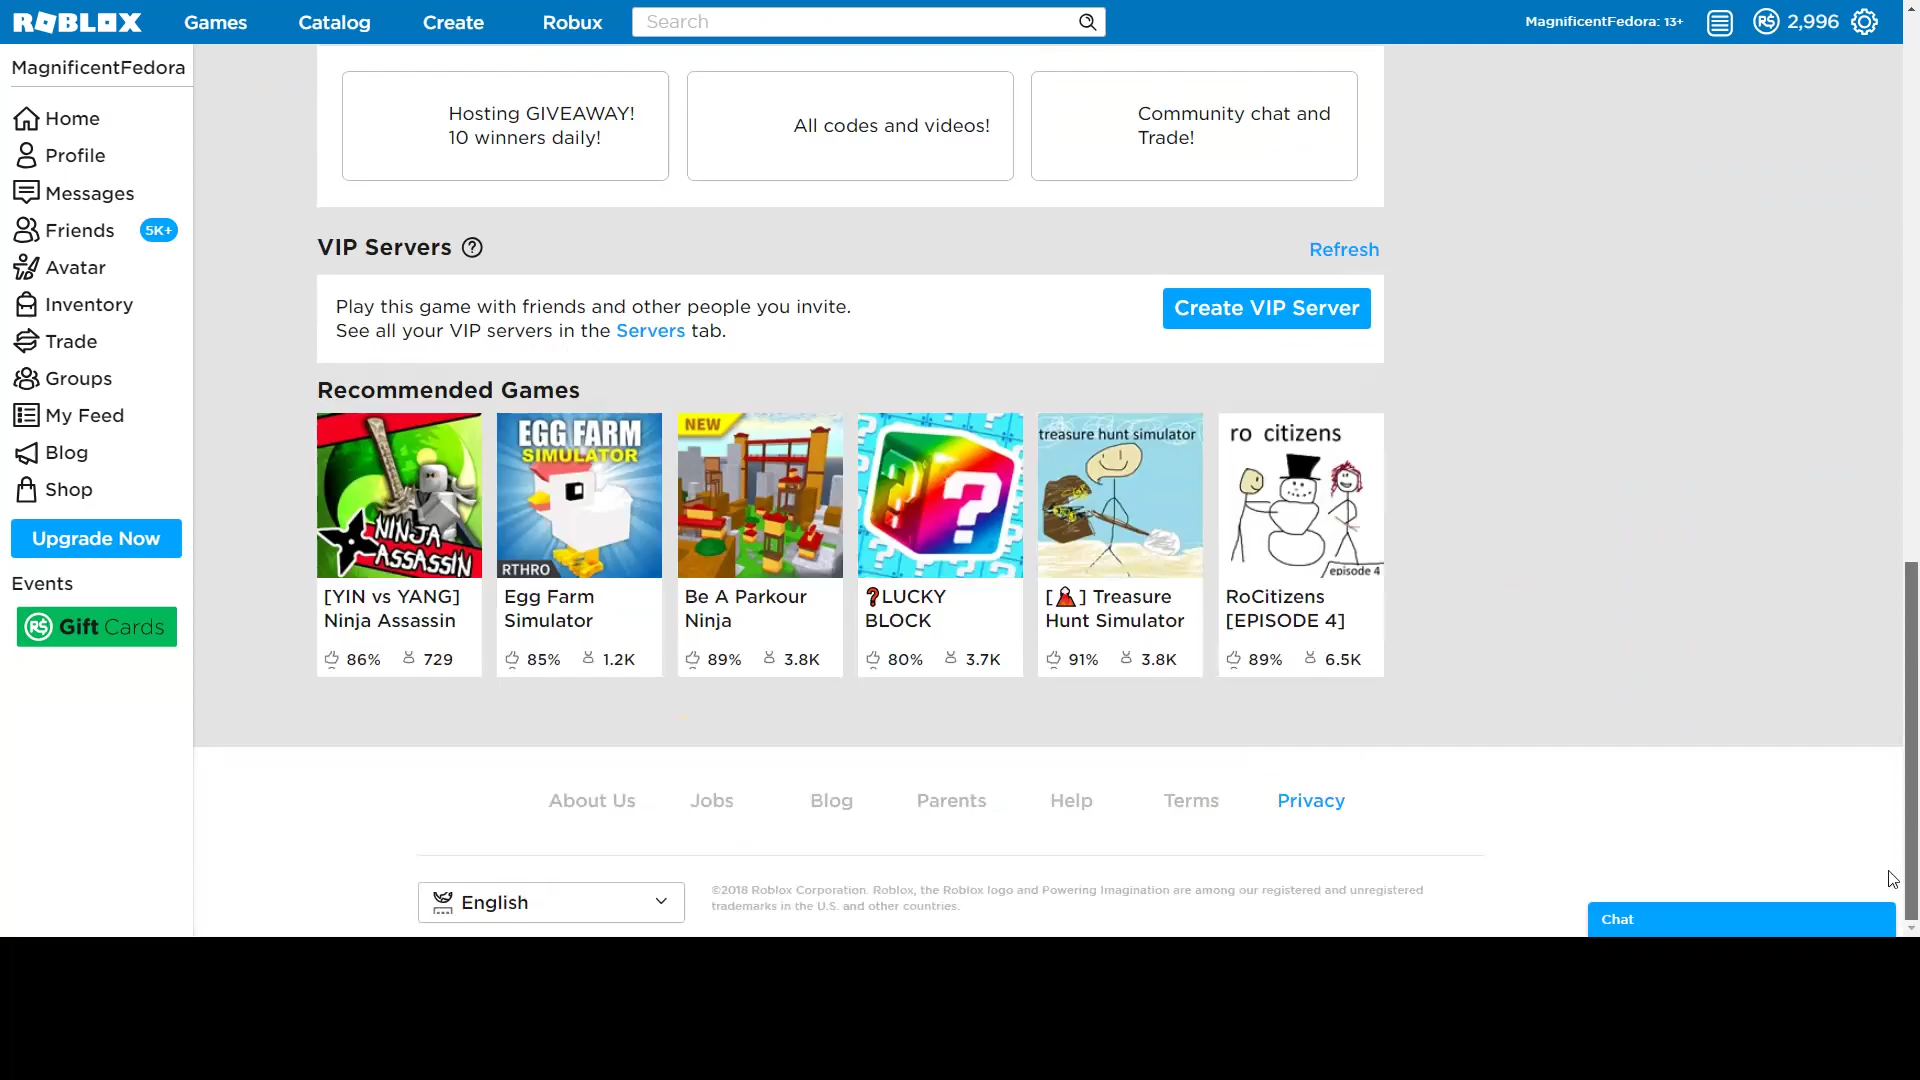 ROBLOX Games Catalog Create Robux Search MagnificentFedora: 13+ 2,996
MagnificentFedora
Home
Profile
Messages
Friends 5K+
Avatar
Inventory
Trade
Groups
My Feed
Blog
Shop
Upgrade Now
Events
Gift Cards
Hosting GIVEAWAY!
10 winners daily!
All codes and videos!
Community chat and
Trade!
VIP Servers ?
Refresh
Play this game with friends and other people you invite.
See all your VIP servers in the Servers tab.
Create VIP Server
Recommended Games
NINJA
ASSASSIN
[YIN vs YANG]
Ninja Assassin
86% 729
EGG FARM
SIMULATOR
RTHRO
Egg Farm
Simulator
85% 1.2K
NEW
Be A Parkour
Ninja
89% 3.8K
?
?LUCKY
BLOCK
80% 3.7K
treasure hunt simulator
[🌋] Treasure
Hunt Simulator
91% 3.8K
ro citizens
episode 4
RoCitizens
[EPISODE 4]
89% 6.5K
About Us Jobs Blog Parents Help Terms Privacy
English
©2018 Roblox Corporation. Roblox, the Roblox logo and Powering Imagination are among our registered and unregistered
trademarks in the U.S. and other countries.
Chat